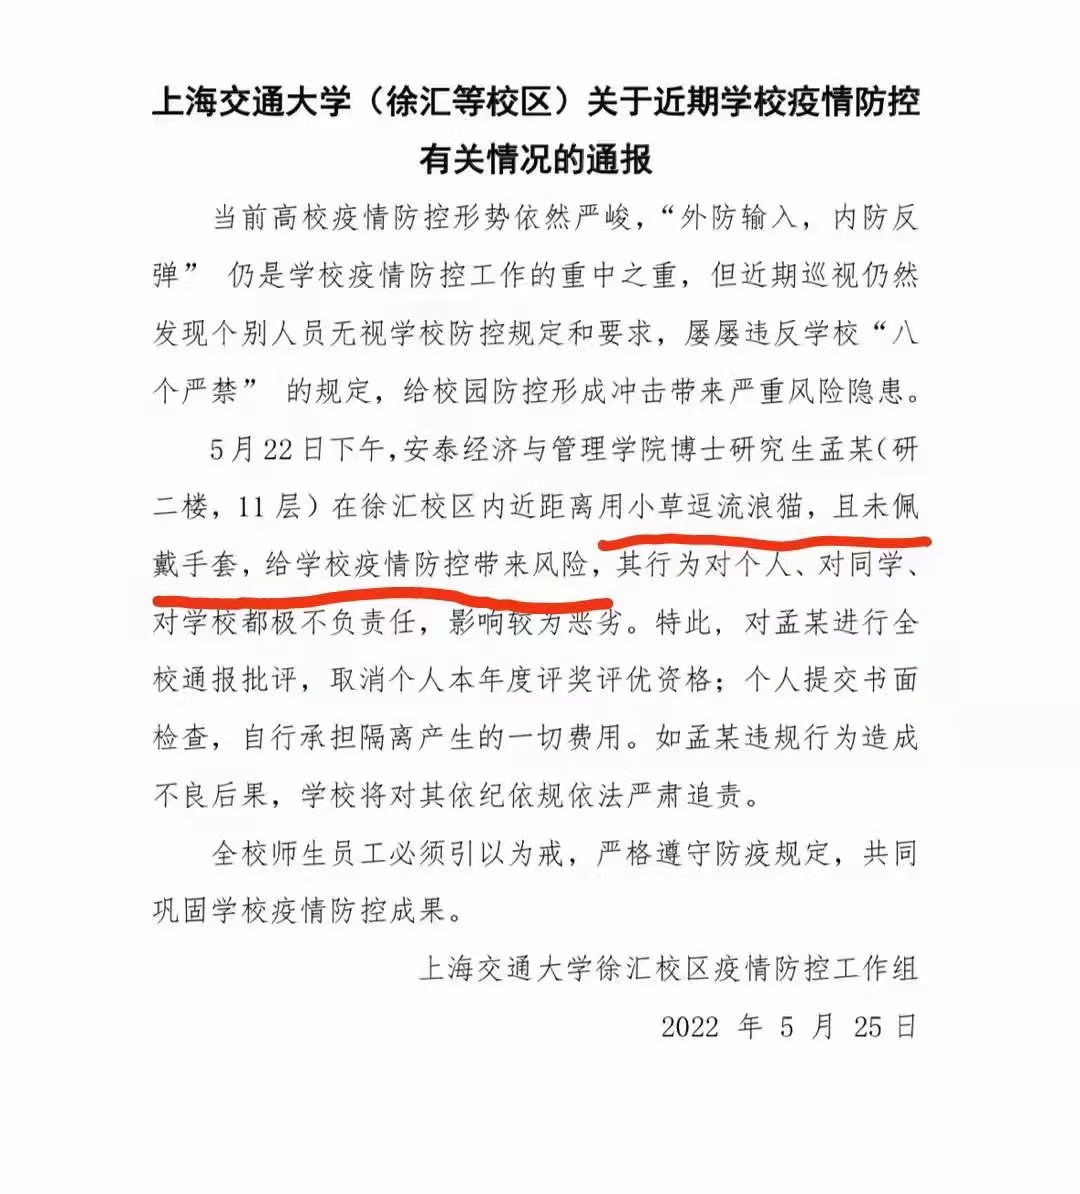 上海交通大学（徐汇等校区）关于近期学校疫情防控
有关情况的通报
当前高校疫情防控形势依然严峻，“外防输入，内防反
弹” 仍是学校疫情防控工作的重中之重，但近期巡视仍然
发现个别人员无视学校防控规定和要求，屡屡违反学校“八
个严禁” 的规定，给校园防控形成冲击带来严重风险隐患。
5月22日下午，安泰经济与管理学院博士研究生孟某（研
二楼，11层）在徐汇校区内近距离用小草逗流浪猫，且未佩
戴手套，给学校疫情防控带来风险，其行为对个人、对同学、
对学校都极不负责任，影响较为恶劣。特此，对孟某进行全
校通报批评，取消个人本年度评奖评优资格；个人提交书面
检查，自行承担隔离产生的一切费用。如孟某违规行为造成
不良后果，学校将对其依纪依规依法严肃追责。
全校师生员工必须引以为戒，严格遵守防疫规定，共同
巩固学校疫情防控成果。
上海交通大学徐汇校区疫情防控工作组
2022 年 5 月 25日